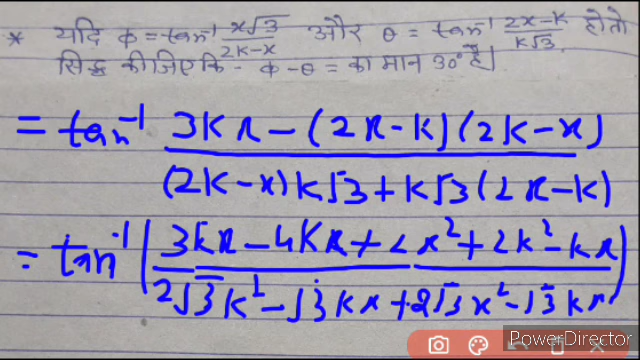 * यदि ϕ = tan⁻¹ x√3/2k-x और θ = tan⁻¹ 2x-k/k√3 हो तो
सिद्ध कीजिए कि - ϕ-θ = का मान 30° है।
= tan⁻¹ 3kx-(2x-k)(2k-x)/(2k-x)k√3+k√3(2x-k)
= tan⁻¹(3kx-4kx+2x²+2k²-kx/2√3k²-√3kx+2√3x²-√3kx)
PowerDirector